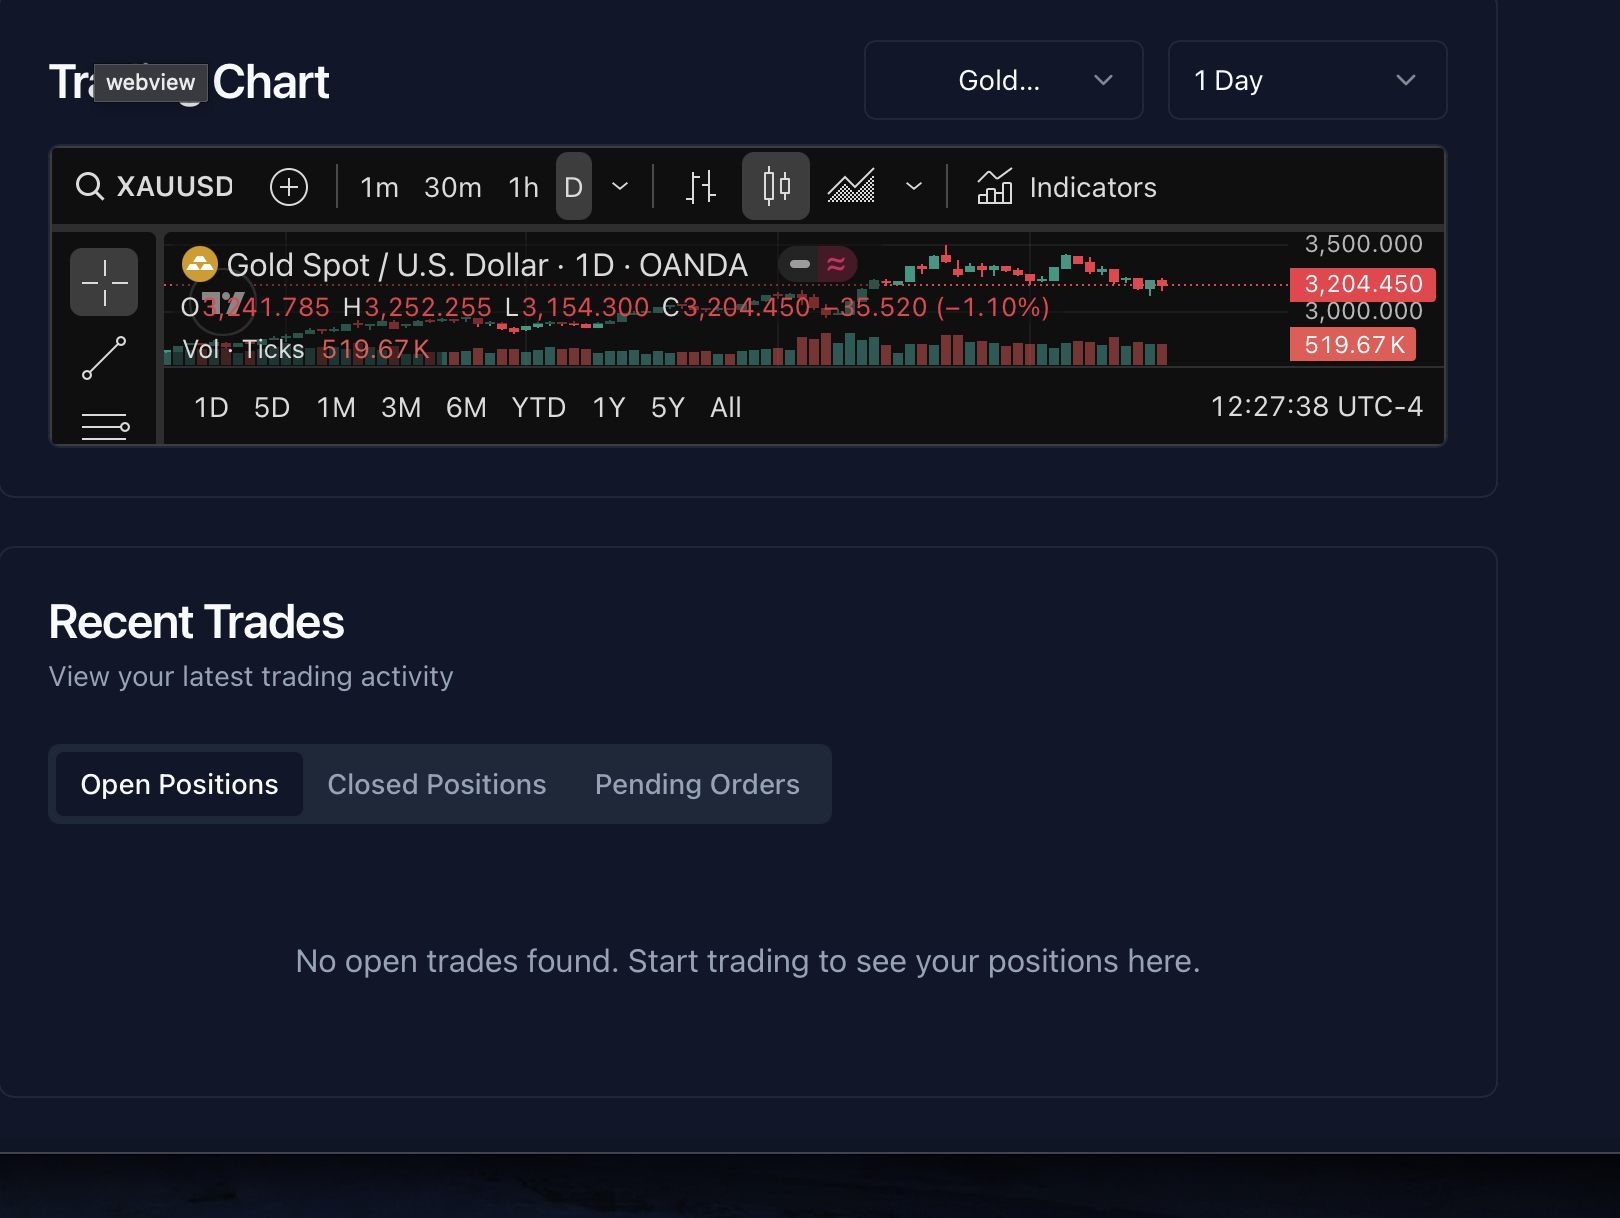 Trading Chart
webview
Gold...
1 Day
XAUUSD
1m 30m 1h D
Indicators
Gold Spot / U.S. Dollar · 1D · OANDA
O3,241.785 H3,252.255 L3,154.300 C3,204.450 −35.520 (−1.10%)
Vol · Ticks 519.67K
3,500.000
3,204.450
3,000.000
519.67K
1D 5D 1M 3M 6M YTD 1Y 5Y All
12:27:38 UTC-4
Recent Trades
View your latest trading activity
Open Positions Closed Positions Pending Orders
No open trades found. Start trading to see your positions here.